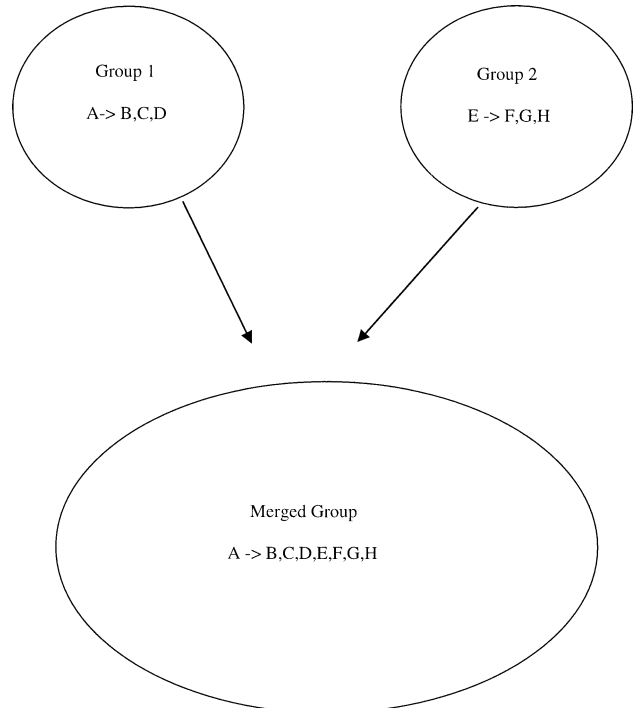 Group 1
A-> B,C,D
Group 2
E -> F,G,H
Merged Group
A -> B,C,D,E,F,G,H